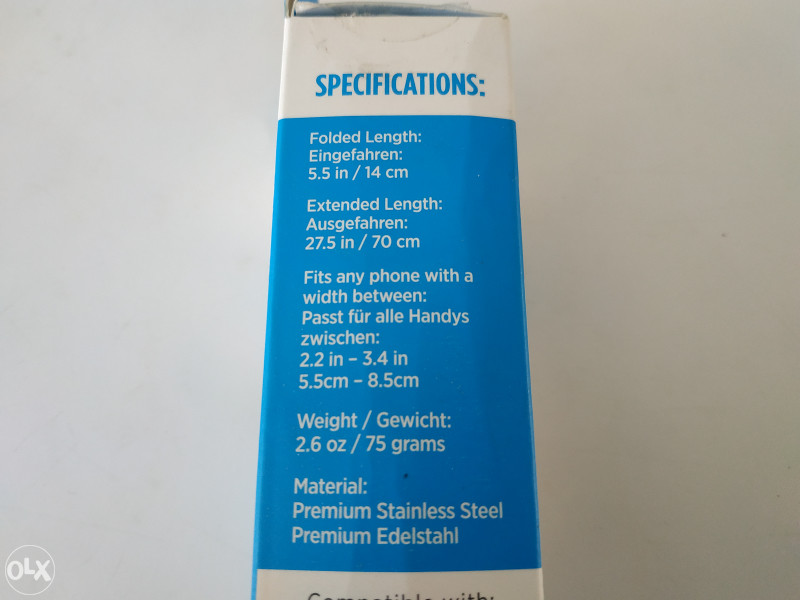 SPECIFICATIONS:
Folded Length:
Eingefahren:
5.5 in / 14 cm
Extended Length:
Ausgefahren:
27.5 in / 70 cm
Fits any phone with a
width between:
Passt für alle Handys
zwischen:
2.2 in – 3.4 in
5.5cm – 8.5cm
Weight / Gewicht:
2.6 oz / 75 grams
Material:
Premium Stainless Steel
Premium Edelstahl
Compatible with:
OLX